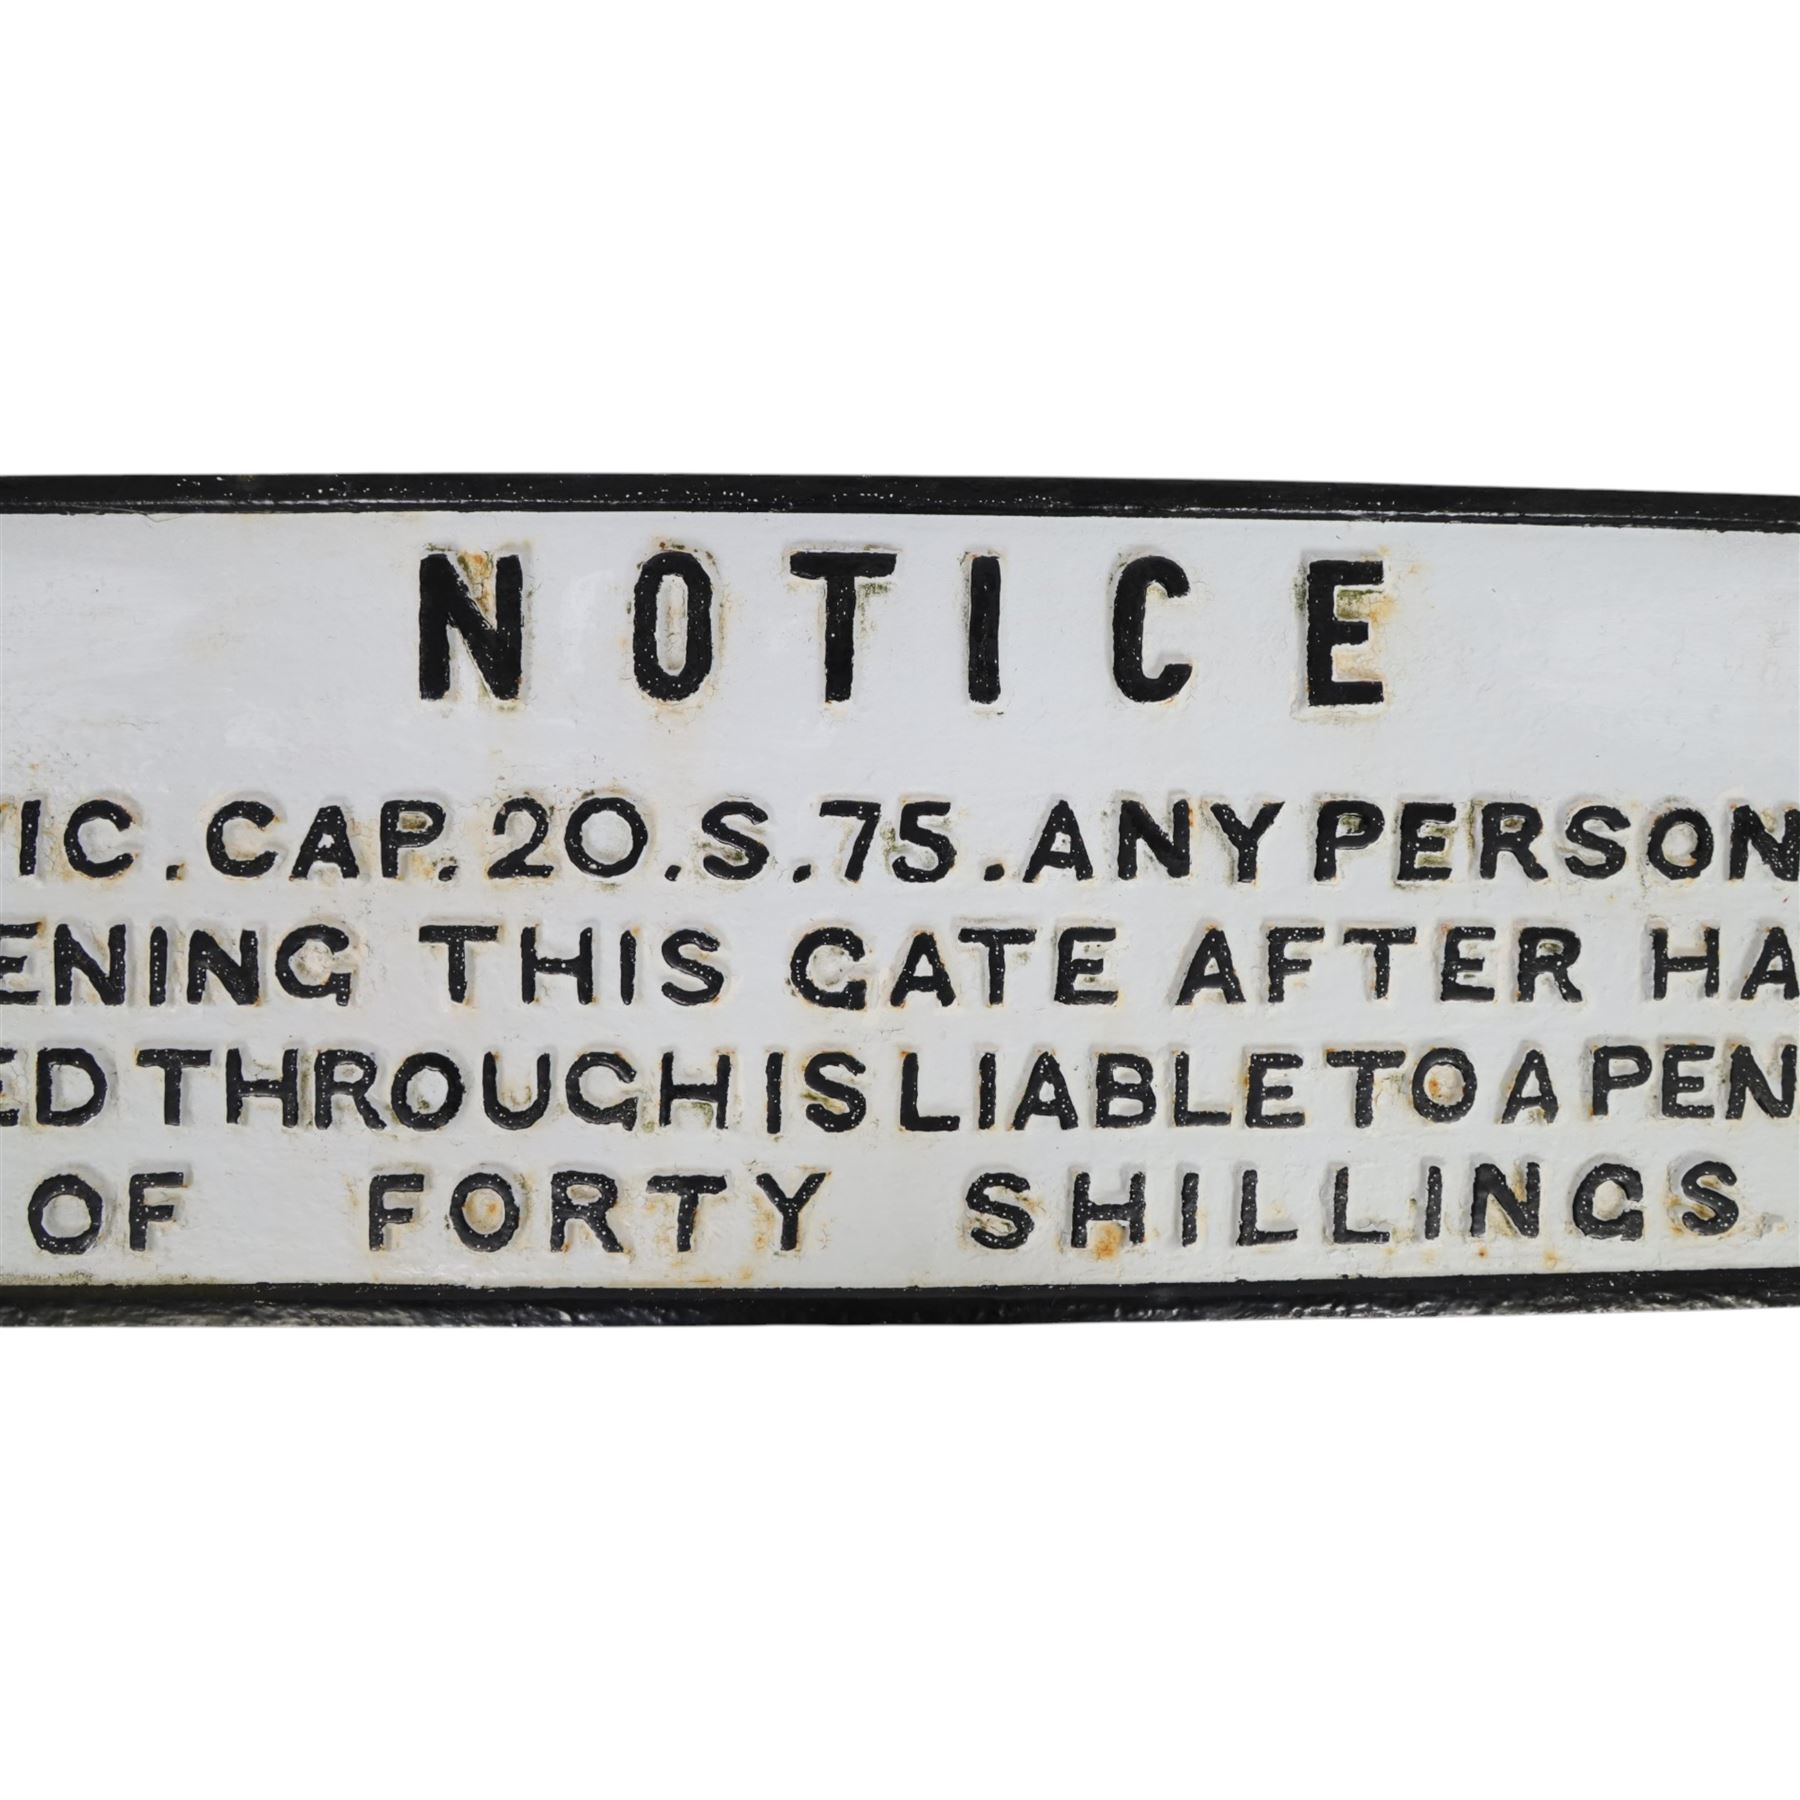 NOTICE
VIC. CAP. 20. S. 75. ANY PERSON
ENING THIS GATE AFTER HA
ED THROUGH IS LIABLE TO A PEN
OF FORTY SHILLINGS.